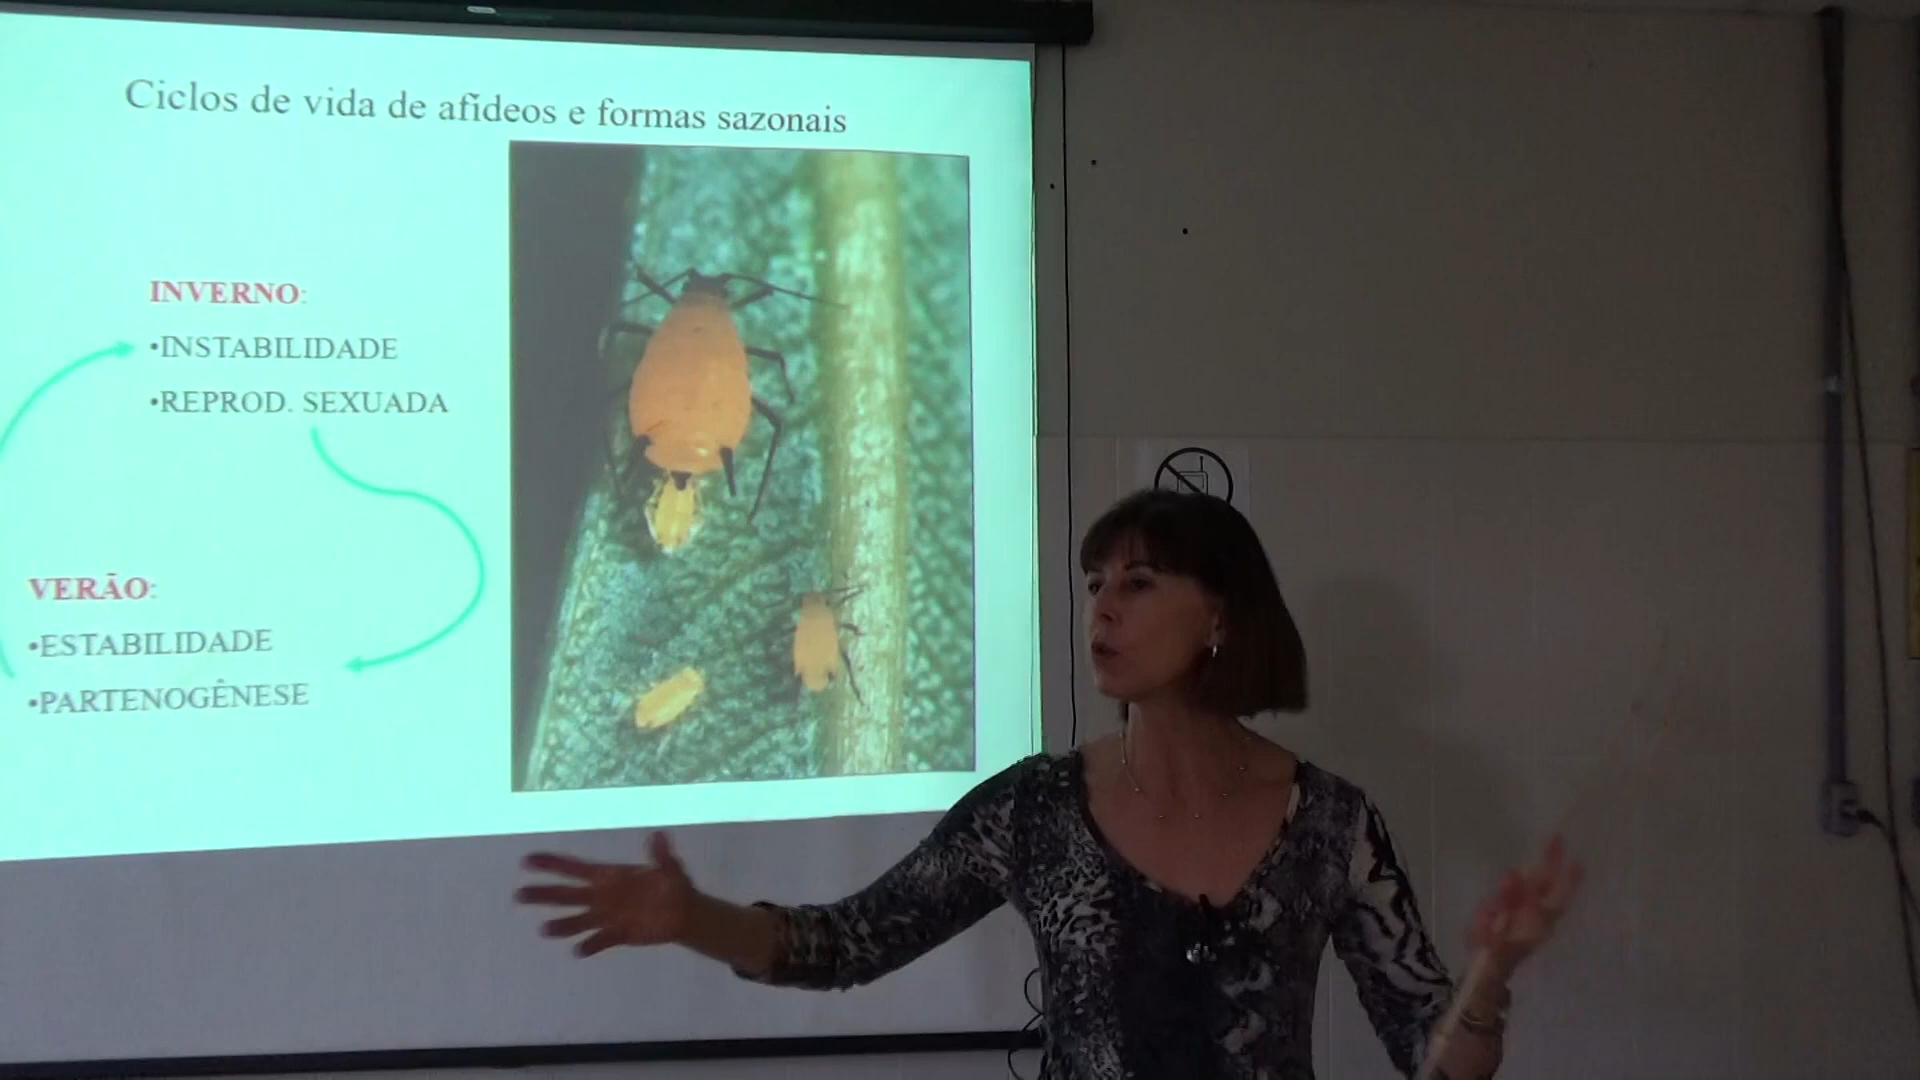 Ciclos de vida de afídeos e formas sazonais
INVERNO:
•INSTABILIDADE
•REPROD. SEXUADA
VERÃO:
•ESTABILIDADE
•PARTENOGÊNESE